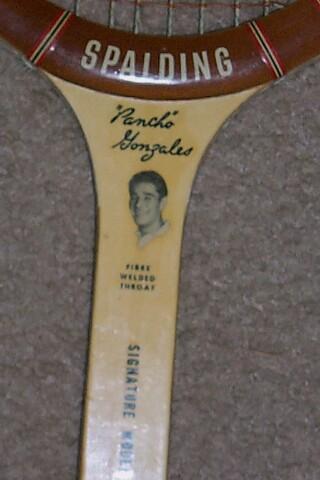 SPALDING
"Pancho"
Gonzales
FIBRE
WELDED
THROAT
SIGNATURE MODEL